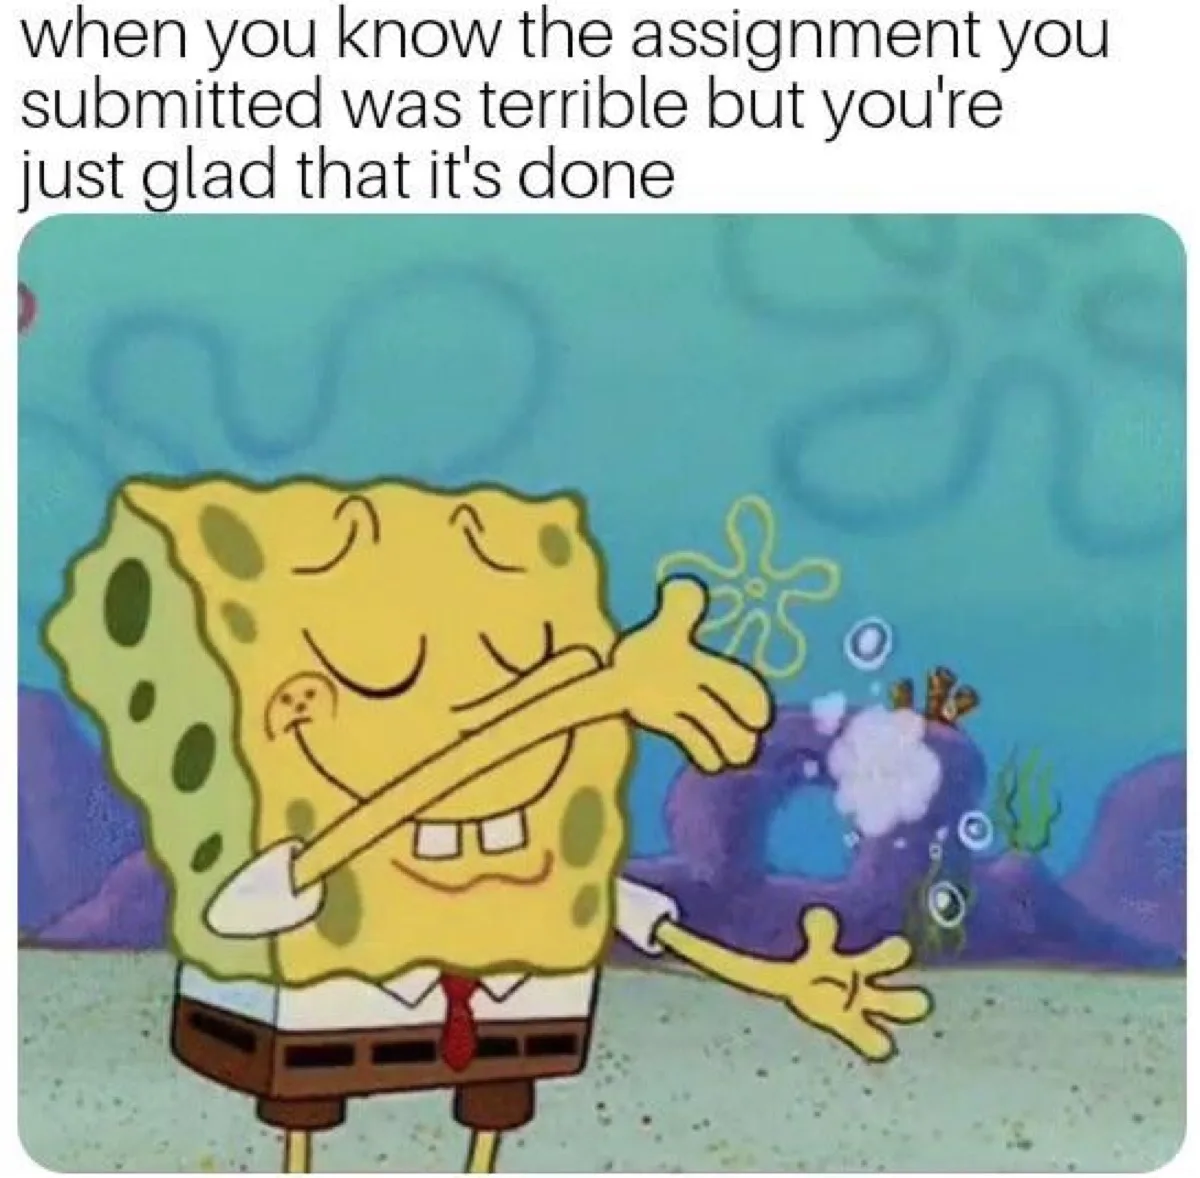 when you know the assignment you
submitted was terrible but you're
just glad that it's done